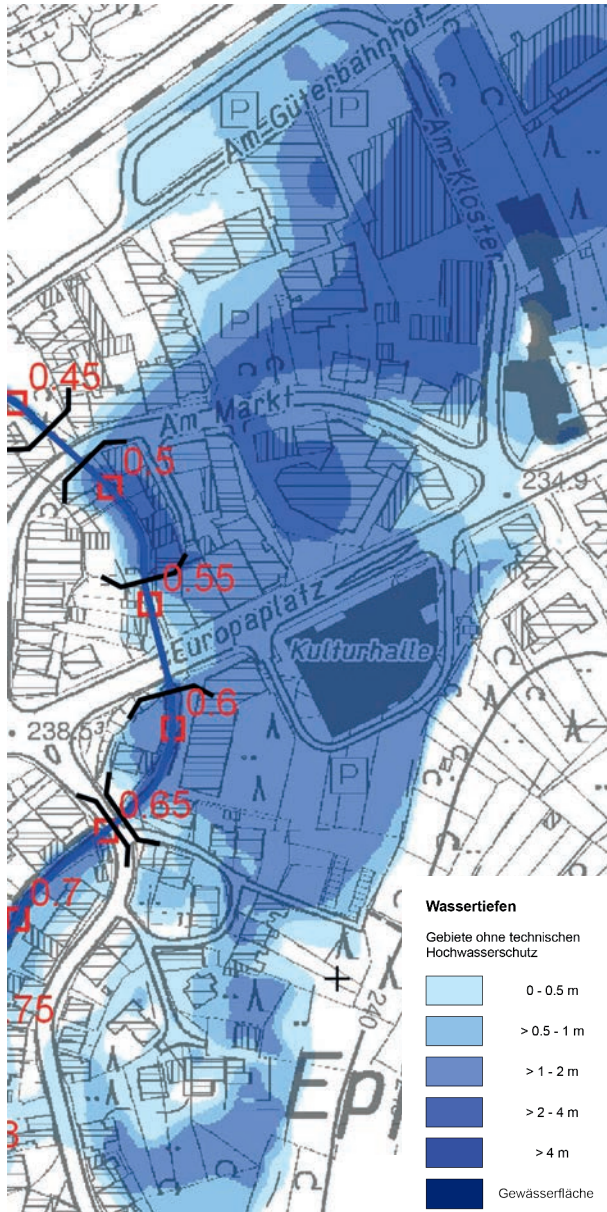 Am-Güterbahnhof
P
P
Am-Kloster
P
0.45
Am Markt
0.5
234.9
0.55
Europaplatz
Kulturhalle
0.6
238.5
P
0.65
0.7
75
240
Ep
Wassertiefen
Gebiete ohne technischen
Hochwasserschutz
0 - 0.5 m
> 0.5 - 1 m
> 1 - 2 m
> 2 - 4 m
> 4 m
Gewässerfläche